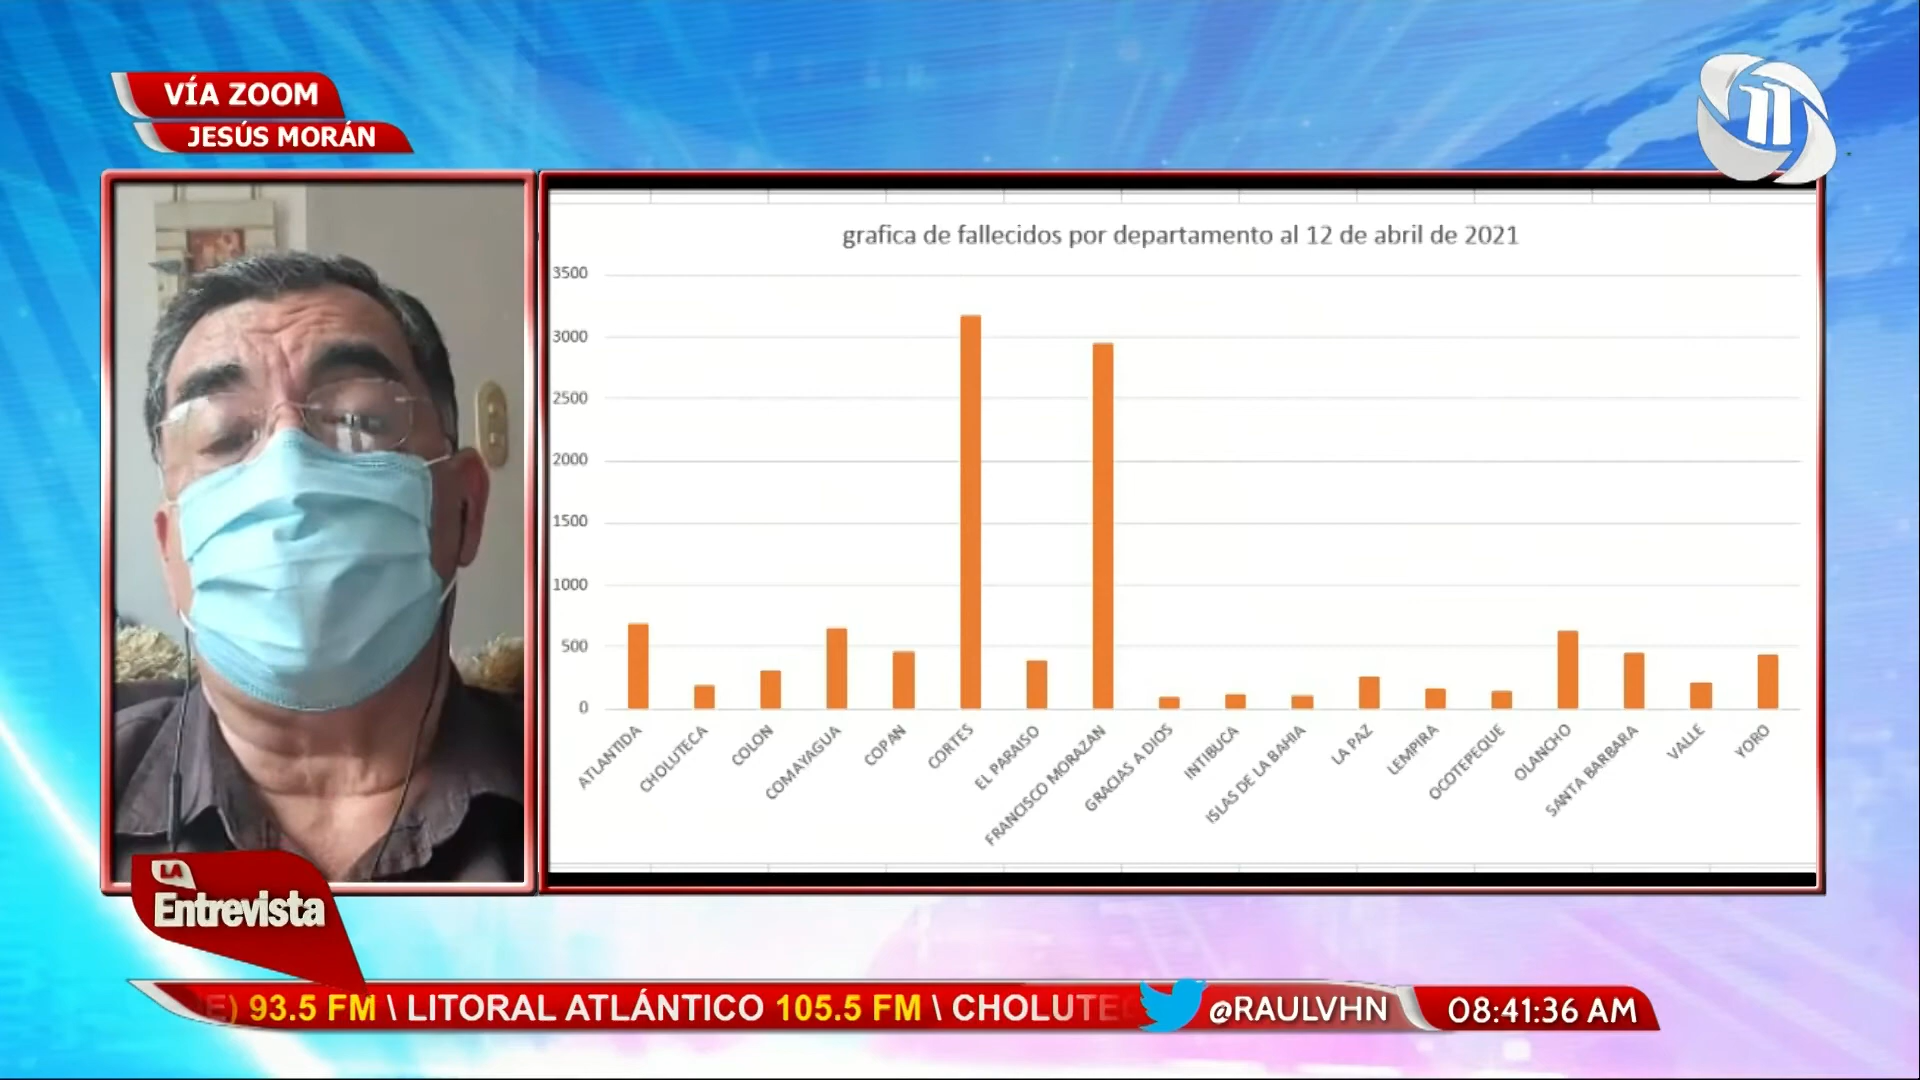 VÍA ZOOM
JESÚS MORÁN
11
grafica de fallecidos por departamento al 12 de abril de 2021
3500
3000
2500
2000
1500
1000
500
0
ATLANTIDA
CHOLUTECA
COLON
COMAYAGUA
COPAN
CORTES
EL PARAISO
FRANCISCO MORAZAN
GRACIAS A DIOS
INTIBUCA
ISLAS DE LA BAHIA
LA PAZ
LEMPIRA
OCOTEPEQUE
OLANCHO
SANTA BARBARA
VALLE
YORO
LA
Entrevista
E) 93.5 FM \ LITORAL ATLÁNTICO 105.5 FM \ CHOLUTE
@RAULVHN
08:41:36 AM